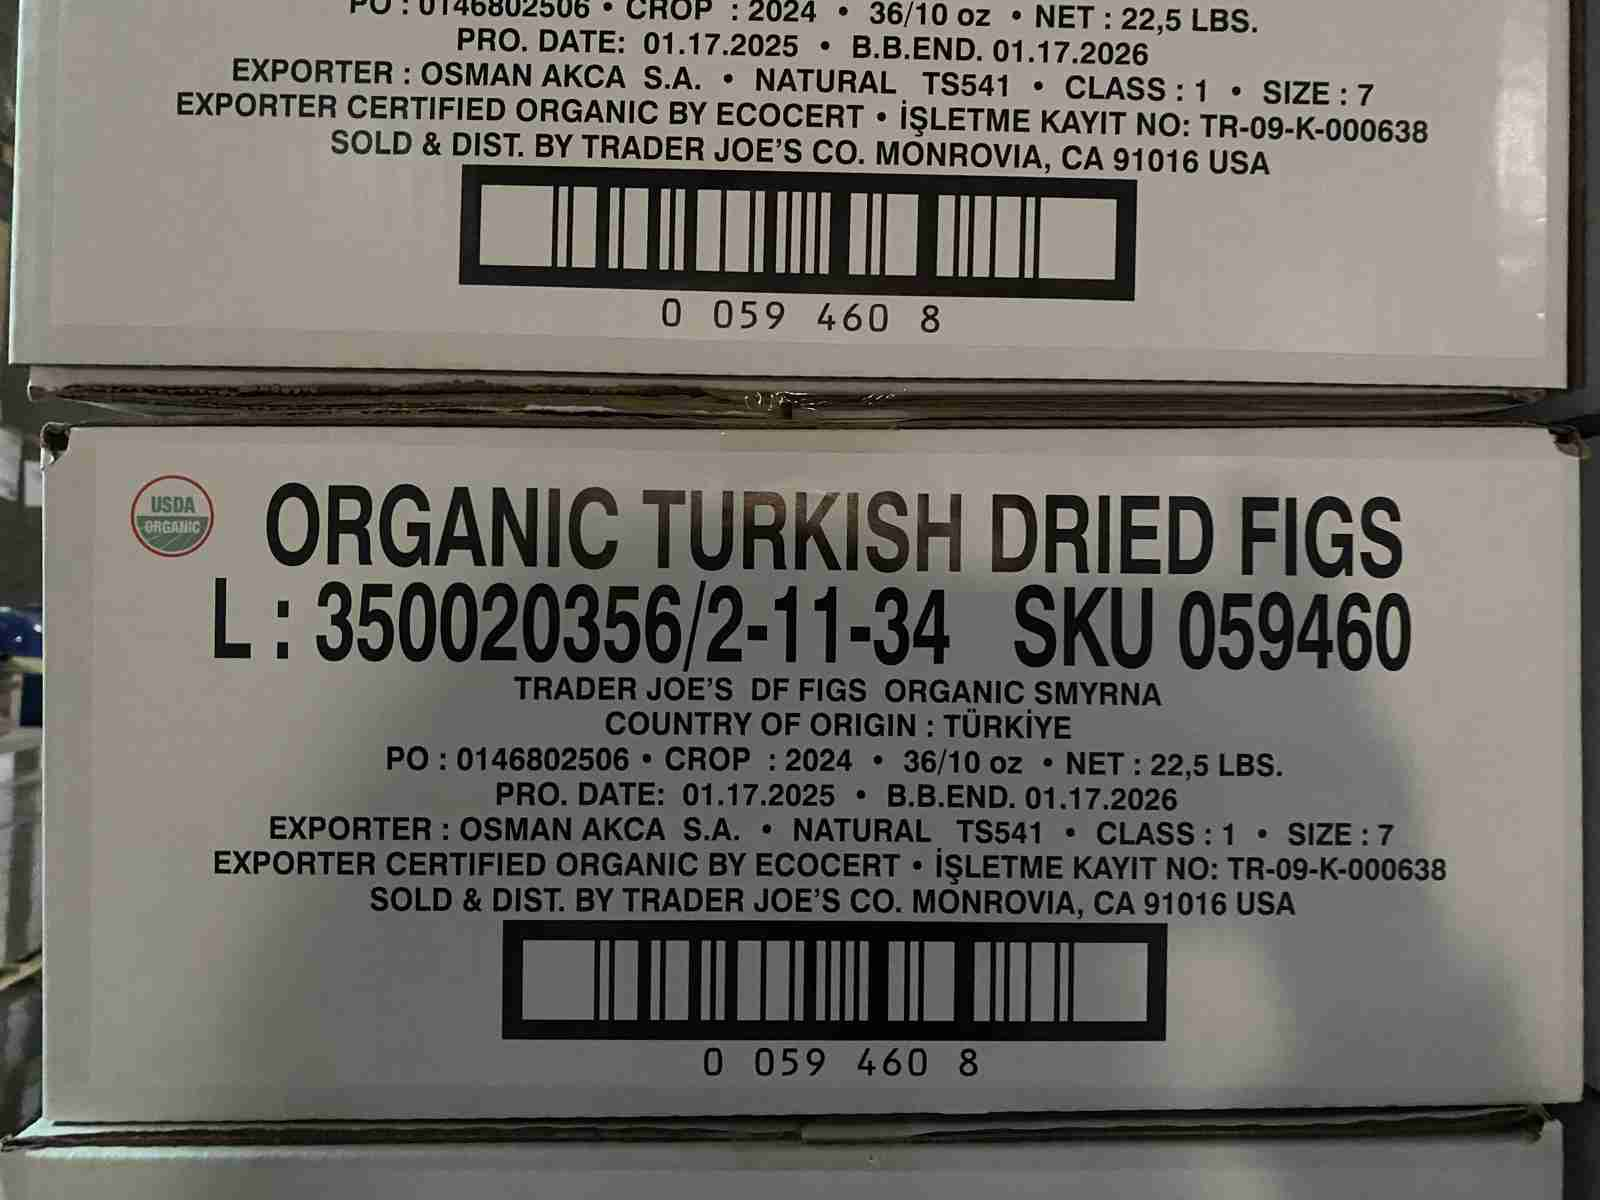 PO : 0146802506 • CROP : 2024 • 36/10 oz • NET : 22,5 LBS.
PRO. DATE: 01.17.2025 • B.B.END. 01.17.2026
EXPORTER : OSMAN AKCA S.A. • NATURAL TS541 • CLASS : 1 • SIZE : 7
EXPORTER CERTIFIED ORGANIC BY ECOCERT • İŞLETME KAYIT NO: TR-09-K-000638
SOLD & DIST. BY TRADER JOE'S CO. MONROVIA, CA 91016 USA
0 059 460 8
USDA
ORGANIC
ORGANIC TURKISH DRIED FIGS
L : 350020356/2-11-34 SKU 059460
TRADER JOE'S DF FIGS ORGANIC SMYRNA
COUNTRY OF ORIGIN : TÜRKİYE
PO : 0146802506 • CROP : 2024 • 36/10 oz • NET : 22,5 LBS.
PRO. DATE: 01.17.2025 • B.B.END. 01.17.2026
EXPORTER : OSMAN AKCA S.A. • NATURAL TS541 • CLASS : 1 • SIZE : 7
EXPORTER CERTIFIED ORGANIC BY ECOCERT • İŞLETME KAYIT NO: TR-09-K-000638
SOLD & DIST. BY TRADER JOE'S CO. MONROVIA, CA 91016 USA
0 059 460 8